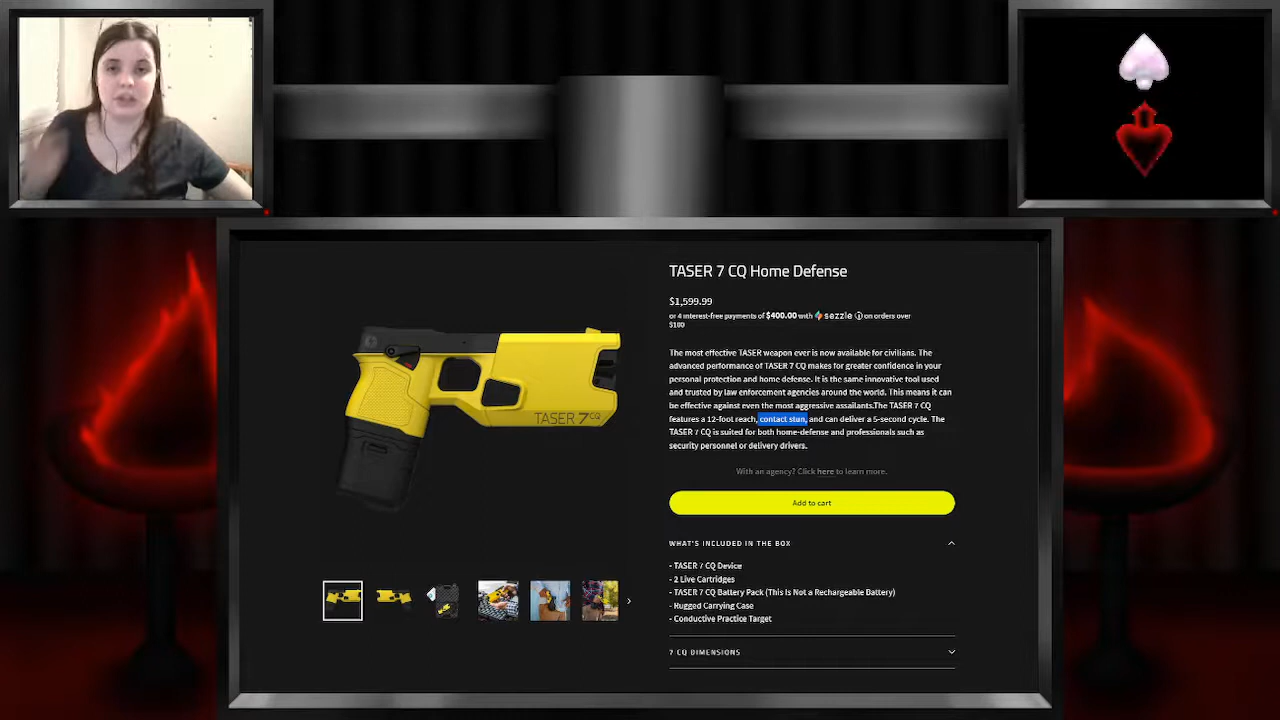 TASER 7 CQ Home Defense
$1,599.99
or 4 interest-free payments of $400.00 with sezzle ⓘ on orders over
$100
The most effective TASER weapon ever is now available for civilians. The
advanced performance of TASER 7 CQ makes for greater confidence in your
personal protection and home defense. It is the same innovative tool used
and trusted by law enforcement agencies around the world. This means it can
be effective against even the most aggressive assailants.The TASER 7 CQ
features a 12-foot reach, contact stun, and can deliver a 5-second cycle. The
TASER 7 CQ is suited for both home-defense and professionals such as
security personnel or delivery drivers.
With an agency? Click here to learn more.
Add to cart
WHAT'S INCLUDED IN THE BOX
- TASER 7 CQ Device
- 2 Live Cartridges
- TASER 7 CQ Battery Pack (This Is Not a Rechargeable Battery)
- Rugged Carrying Case
- Conductive Practice Target
7 CQ DIMENSIONS
TASER 7 CQ